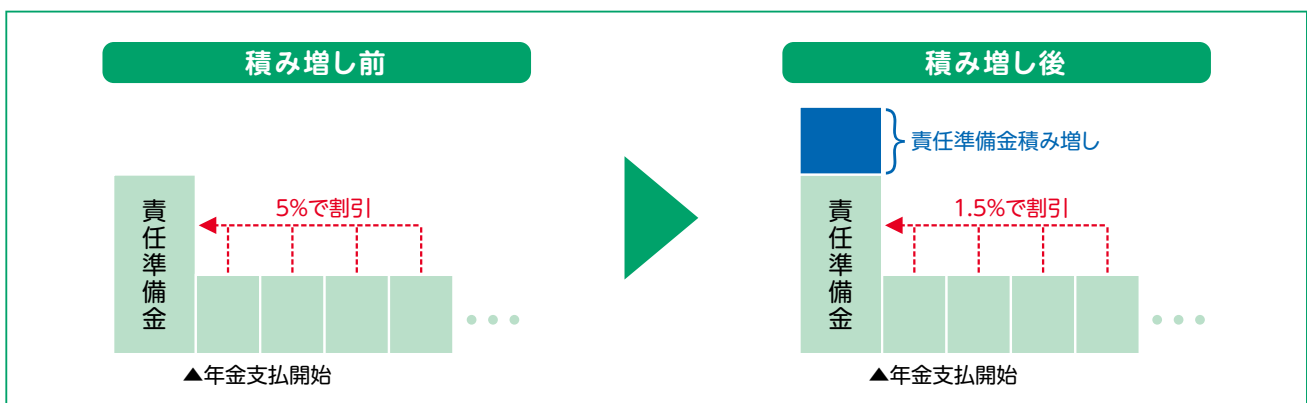 積み増し前
責任準備金
5%で割引
▲年金支払開始
積み増し後
責任準備金積み増し
責任準備金
1.5%で割引
▲年金支払開始